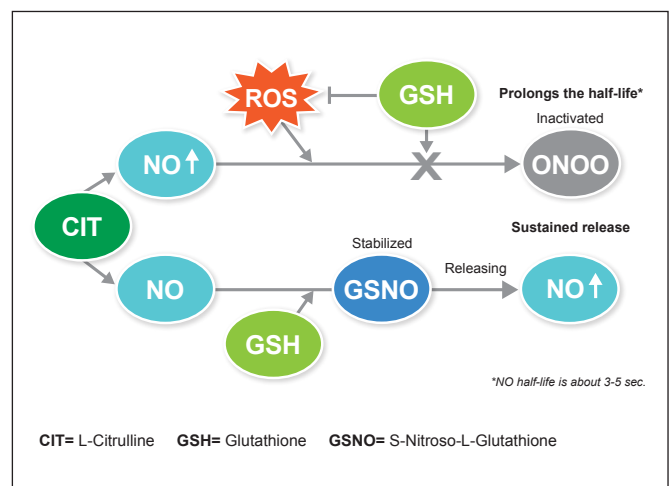 ROS
GSH
Prolongs the half-life*
Inactivated
NO↑
X
ONOO
CIT
Sustained release
Stabilized
NO
GSNO
Releasing
NO↑
GSH
*NO half-life is about 3-5 sec.
CIT= L-Citrulline GSH= Glutathione GSNO= S-Nitroso-L-Glutathione